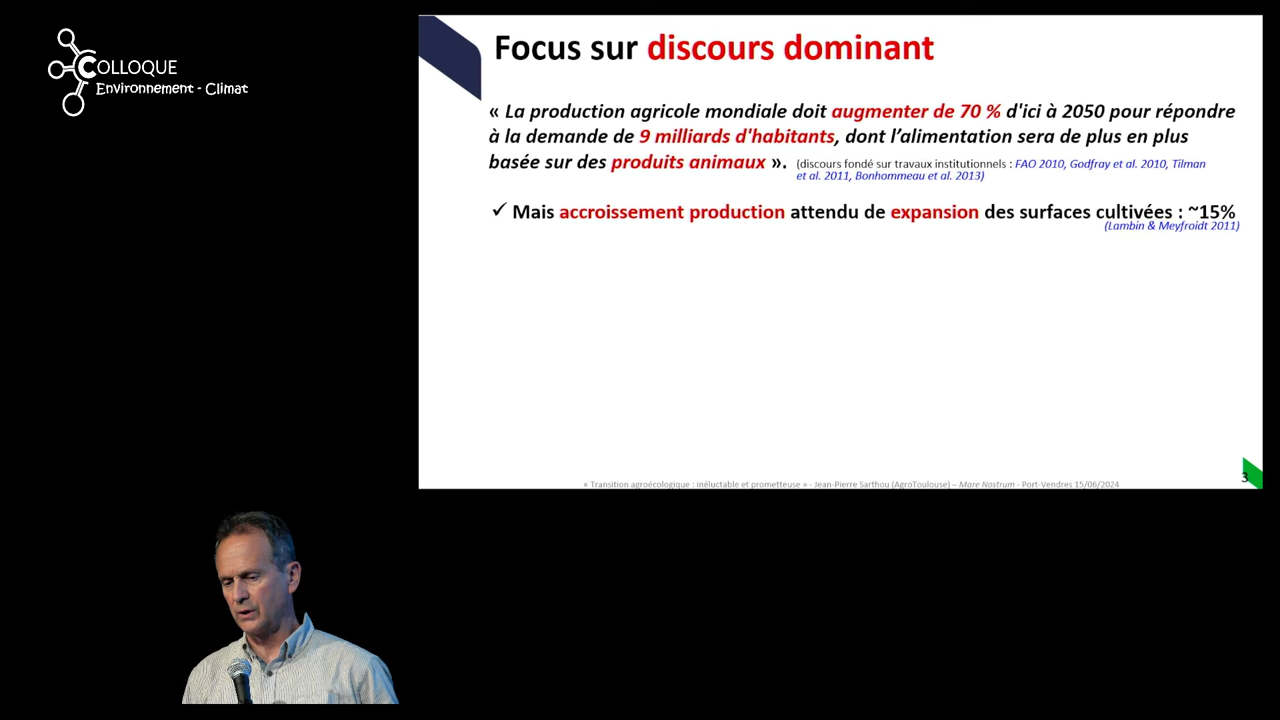 COLLOQUE
Environnement - Climat
Focus sur discours dominant
« La production agricole mondiale doit augmenter de 70 % d'ici à 2050 pour répondre
à la demande de 9 milliards d'habitants, dont l’alimentation sera de plus en plus
basée sur des produits animaux ». (discours fondé sur travaux institutionnels : FAO 2010, Godfray et al. 2010, Tilman
et al. 2011, Bonhommeau et al. 2013)
✓ Mais accroissement production attendu de expansion des surfaces cultivées : ~15%
(Lambin & Meyfroidt 2011)
3
« Transition agroécologique : inéluctable et prometteuse » - Jean-Pierre Sarthou (AgroToulouse) – Mare Nostrum - Port-Vendres 15/06/2024